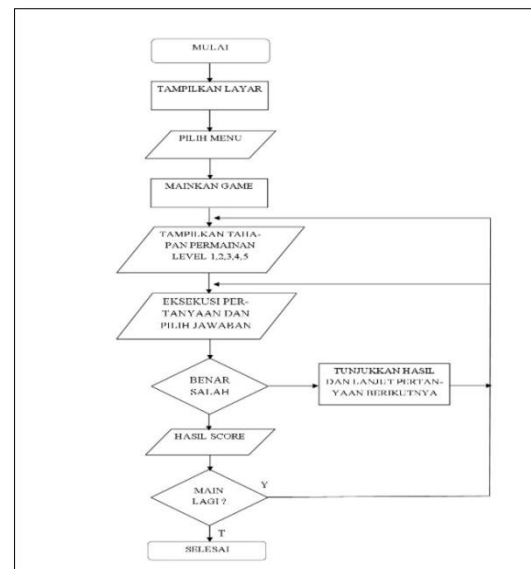 MULAI
TAMPILKAN LAYAR
PILIH MENU
MAINKAN GAME
TAMPILKAN TAHA-
PAN PERMAINAN
LEVEL 1,2,3,4,5
EKSEKUSI PER-
TANYAAN DAN
PILIH JAWABAN
BENAR
SALAH
TUNJUKKAN HASIL
DAN LANJUT PERTAN-
YAAN BERIKUTNYA
HASIL SCORE
MAIN
LAGI ?
Y
T
SELESAI